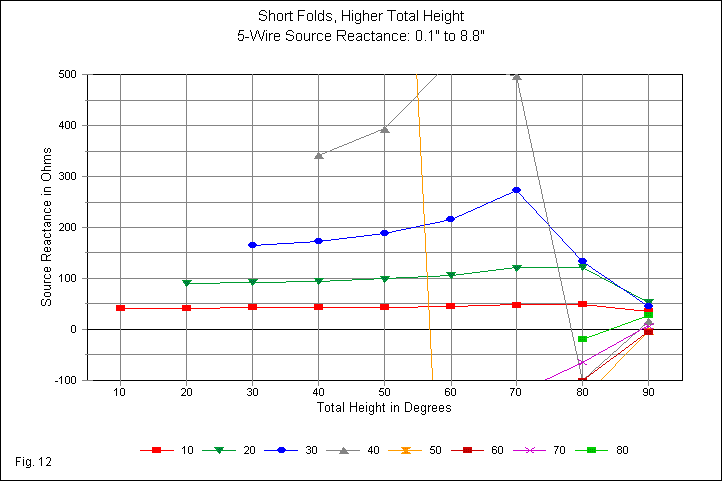 Short Folds, Higher Total Height
5-Wire Source Reactance: 0.1" to 8.8"
Source Reactance in Ohms
500
400
300
200
100
0
-100
10 20 30 40 50 60 70 80 90
Total Height in Degrees
10 20 30 40 50 60 70 80
Fig. 12